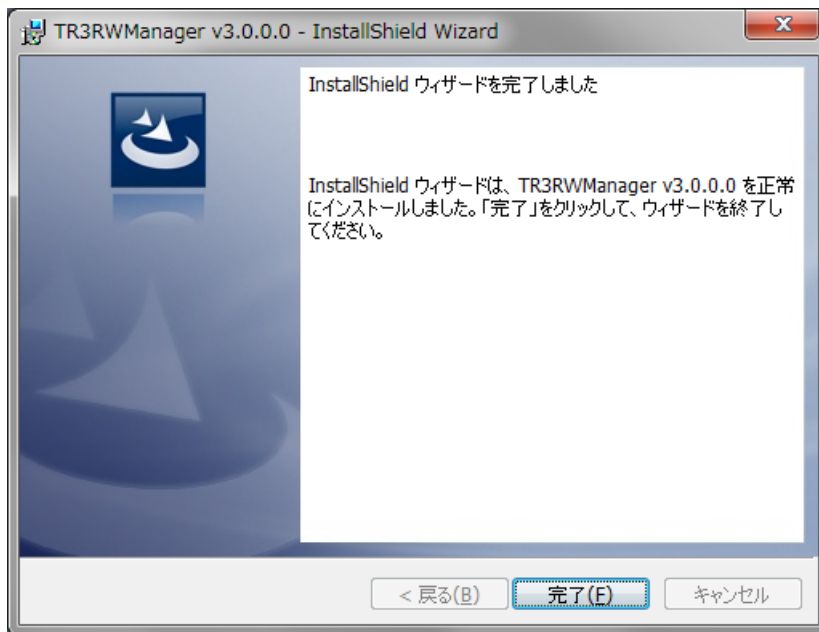 TR3RWManager v3.0.0.0 - InstallShield Wizard
InstallShield ウィザードを完了しました
InstallShield ウィザードは、TR3RWManager v3.0.0.0 を正常
にインストールしました。「完了」をクリックして、ウィザードを終了し
てください。
< 戻る(B) 完了(F) キャンセル